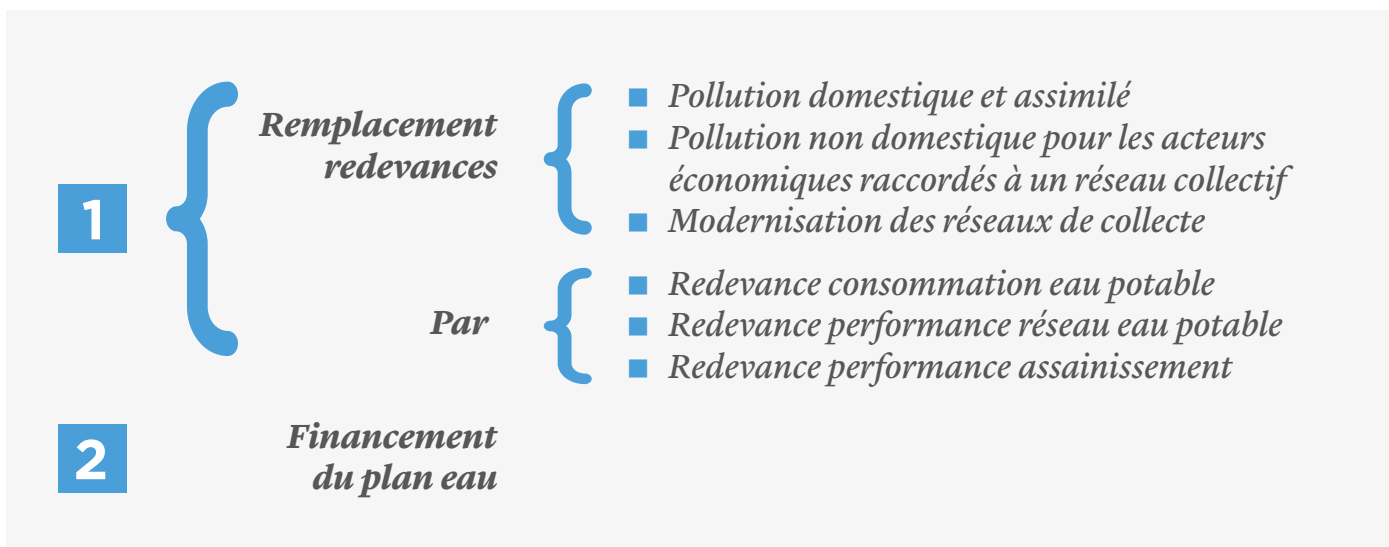 1
Remplacement
redevances
■ Pollution domestique et assimilé
■ Pollution non domestique pour les acteurs
économiques raccordés à un réseau collectif
■ Modernisation des réseaux de collecte
Par
■ Redevance consommation eau potable
■ Redevance performance réseau eau potable
■ Redevance performance assainissement
2
Financement
du plan eau